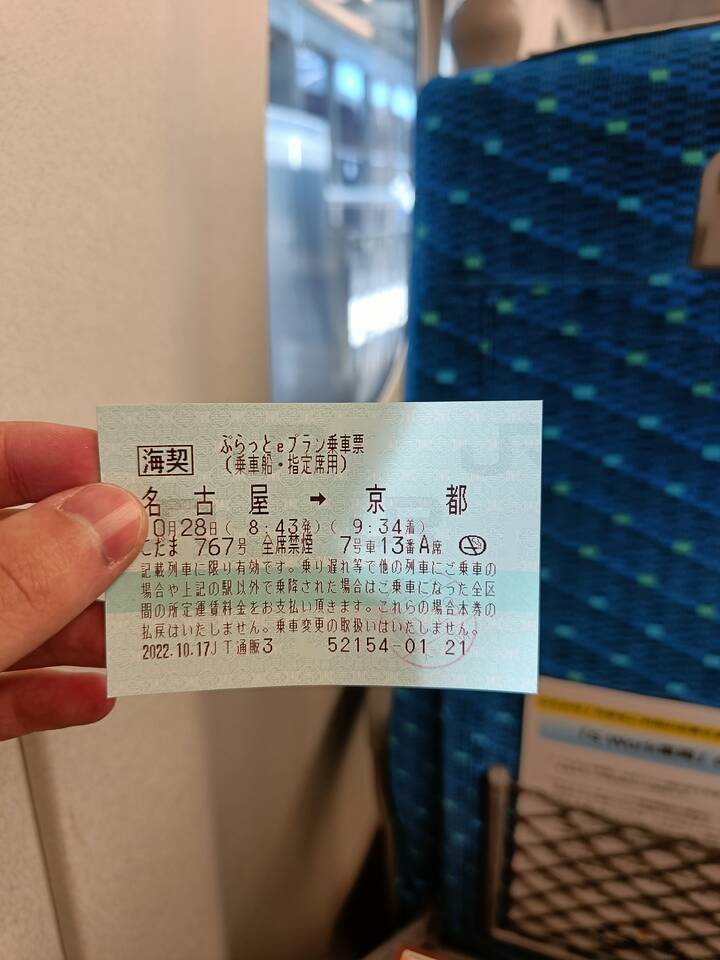 海契
ぷらっとeプラン乗車票
(乗車船・指定席用)
名古屋 → 京都
0月28日( 8:43発)( 9:34着)
こだま 767号 全席禁煙 7号車13番A席
記載列車に限り有効です。乗り遅れ等で他の列車にご乗車の
場合や上記の駅以外で乗降された場合はご乗車になった全区
間の所定運賃料金をお支払い頂きます。これらの場合本券の
払戻はいたしません。乗車変更の取扱いはいたしません。
2022.10.17JT通販3 52154-01 21